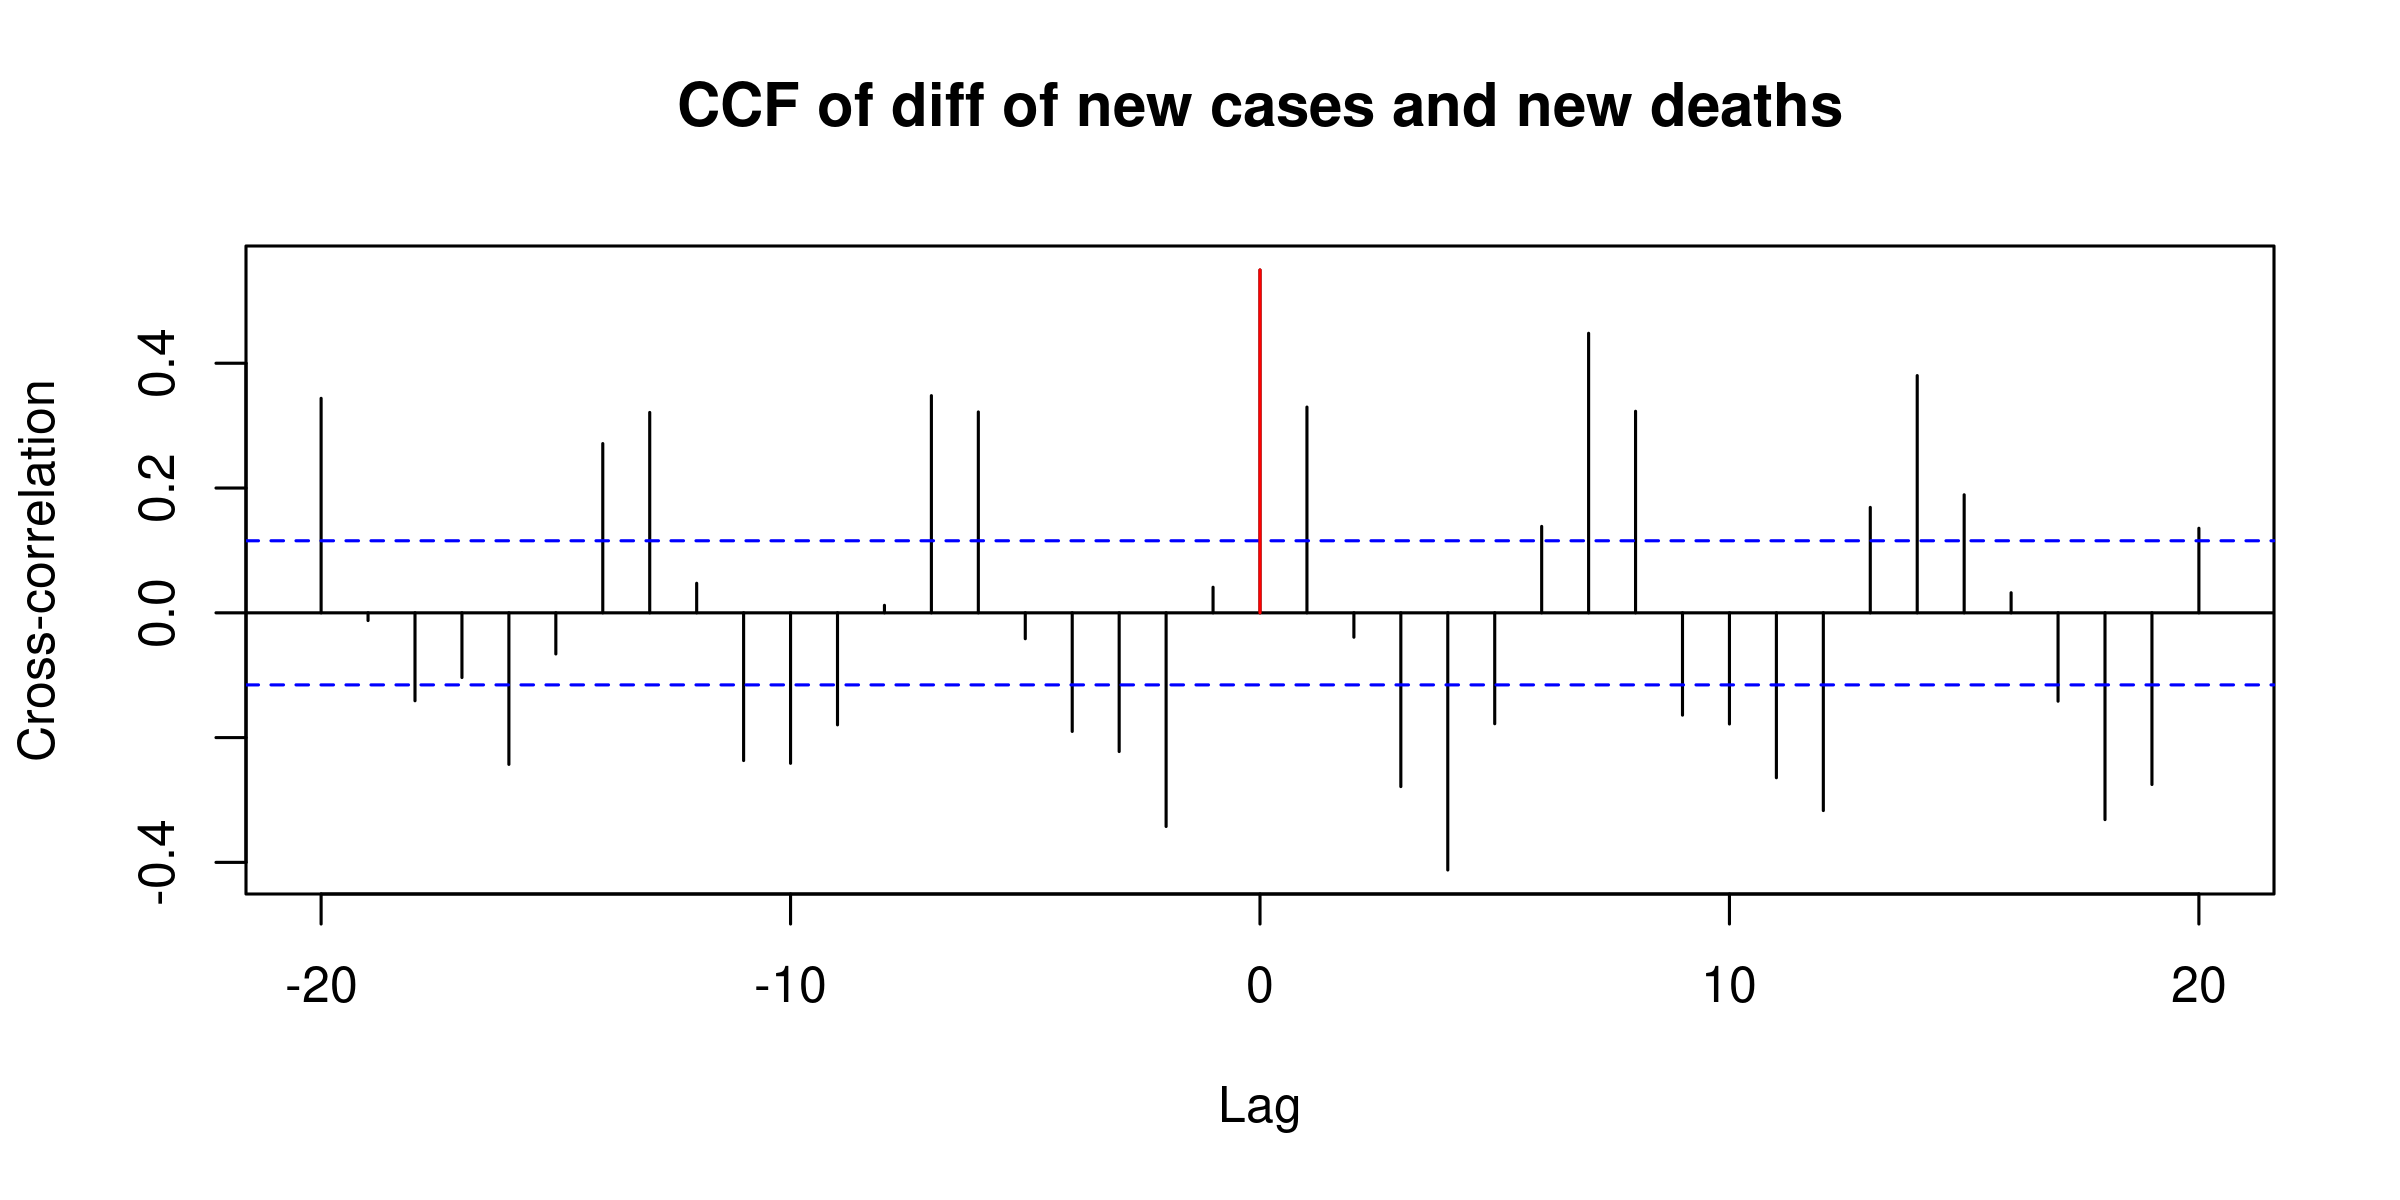 CCF of diff of new cases and new deaths
Cross-correlation
0.4
0.2
0.0
-0.4
-20 -10 0 10 20
Lag